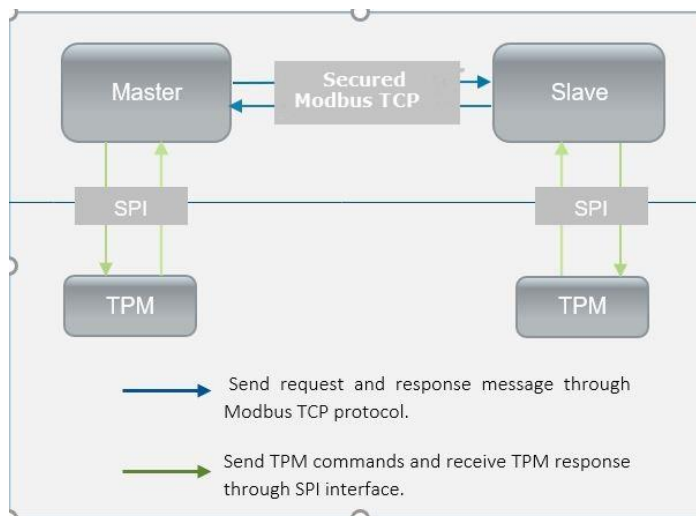 Secured
Modbus TCP
Master
Slave
SPI
SPI
TPM
TPM
Send request and response message through
Modbus TCP protocol.
Send TPM commands and receive TPM response
through SPI interface.